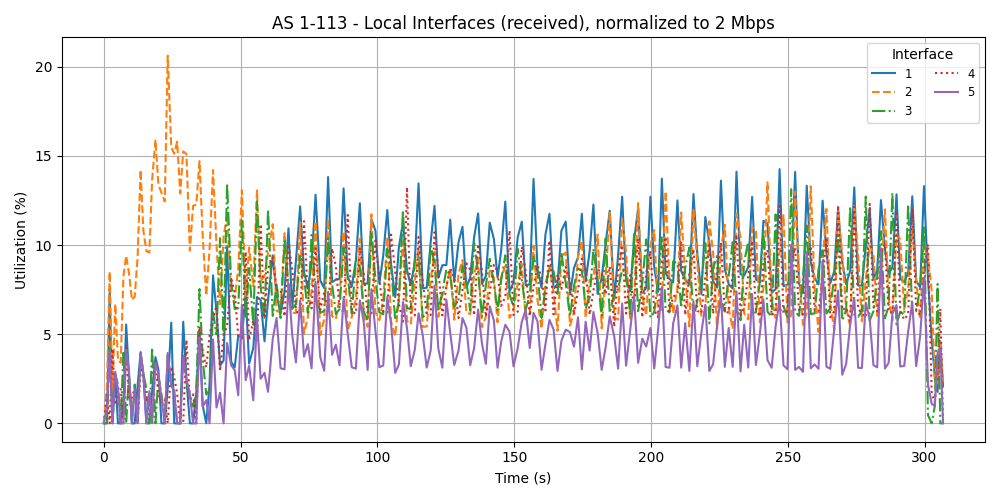 AS 1-113 - Local Interfaces (received), normalized to 2 Mbps
Utilization (%)
20
15
10
5
0
0 50 100 150 200 250 300
Time (s)
Interface
1 4
2 5
3